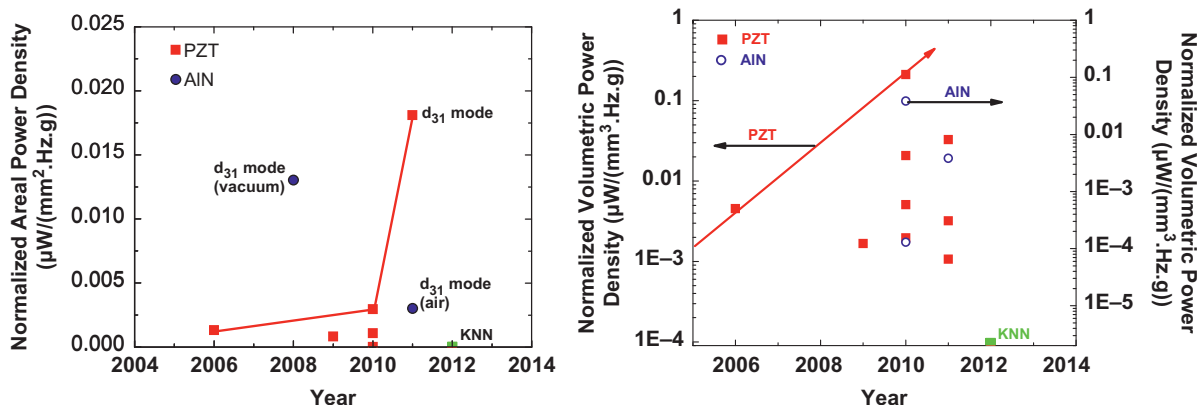 Normalized Areal Power Density
(µW/(mm².Hz.g))
0.025
0.020
0.015
0.010
0.005
0.000
PZT
AlN
d31 mode
d31 mode
(vacuum)
d31 mode
(air)
KNN
2004
2006
2008
2010
2012
2014
Year
Normalized Volumetric Power
Density (µW/(mm³.Hz.g))
1
0.1
0.01
1E−3
1E−4
PZT
AlN
AlN
PZT
KNN
2006
2008
2010
2012
2014
Year
1
0.1
0.01
1E−3
1E−4
1E−5
Normalized Volumetric Power
Density (µW/(mm³.Hz.g))